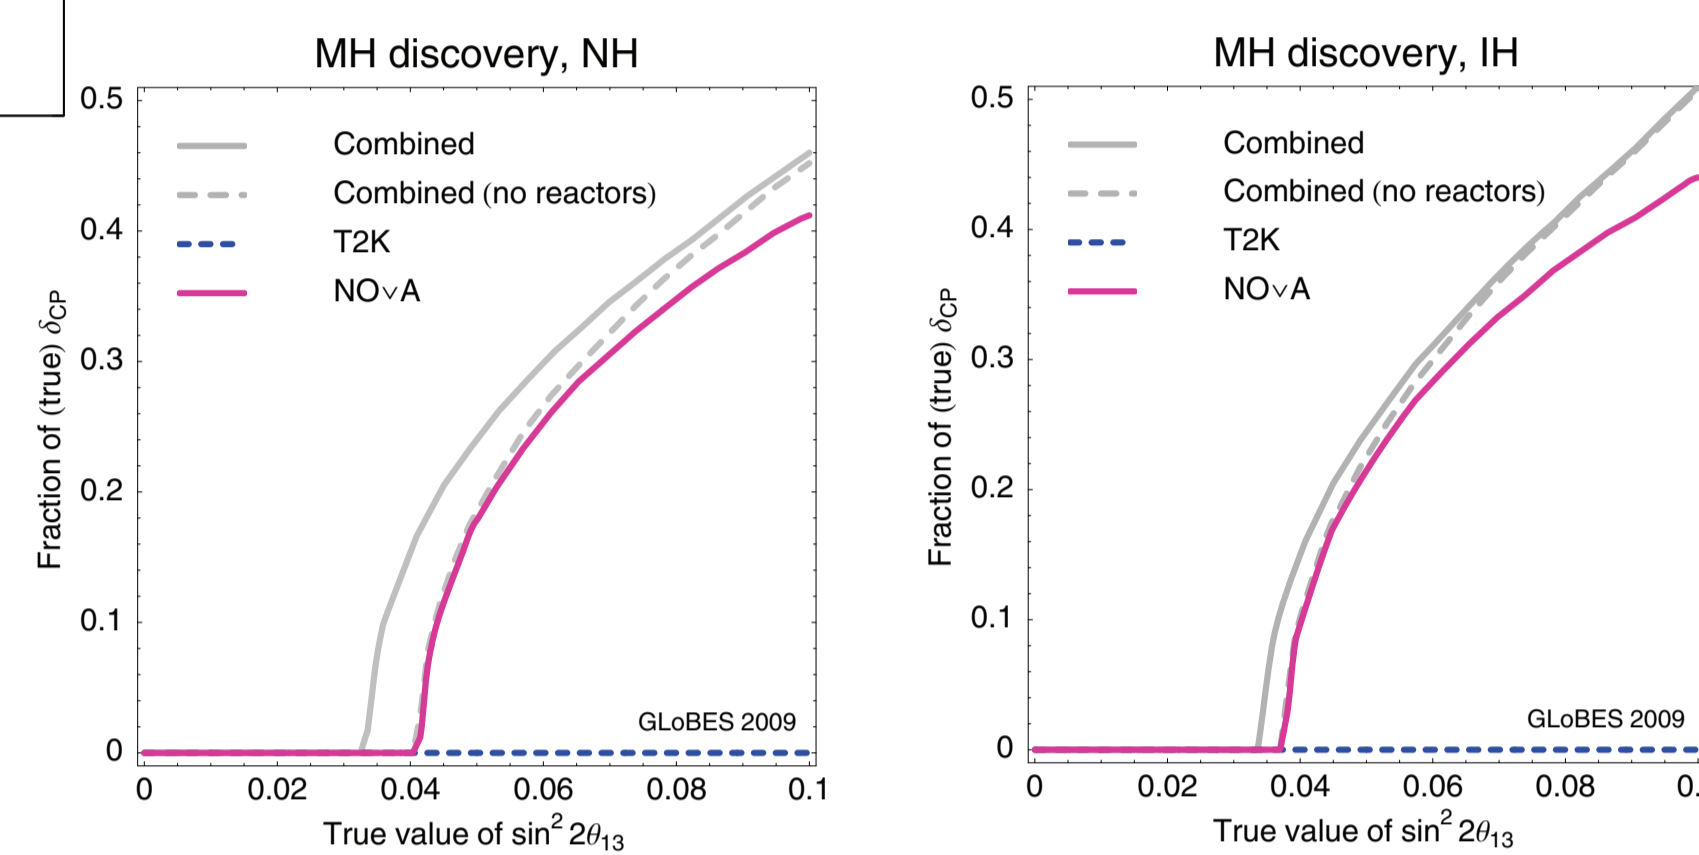 MH discovery, NH
0.5
0.4
0.3
0.2
0.1
0
Fraction of (true) δCP
Combined
Combined (no reactors)
T2K
NOνA
GLoBES 2009
0 0.02 0.04 0.06 0.08 0.1
True value of sin² 2θ₁₃
MH discovery, IH
0.5
0.4
0.3
0.2
0.1
0
Fraction of (true) δCP
Combined
Combined (no reactors)
T2K
NOνA
GLoBES 2009
0 0.02 0.04 0.06 0.08 0.
True value of sin² 2θ₁₃